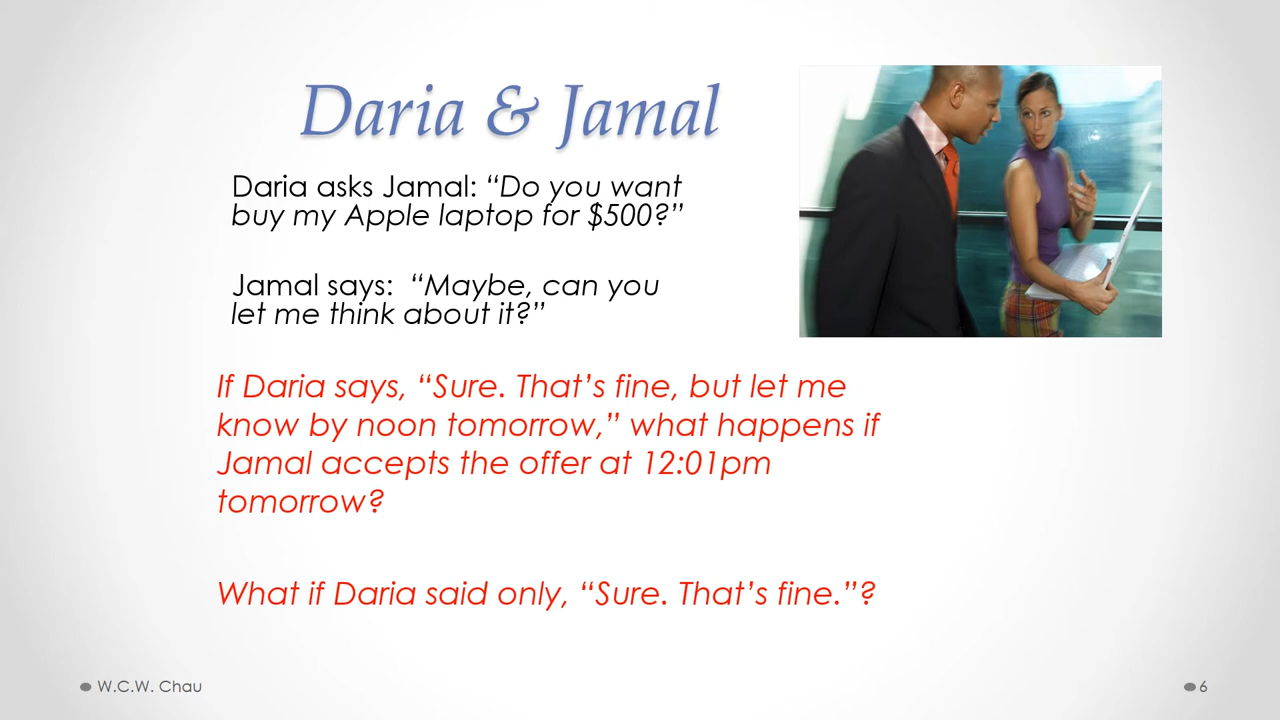 Daria & Jamal
Daria asks Jamal: “Do you want
buy my Apple laptop for $500?”
Jamal says:  “Maybe, can you
let me think about it?”
If Daria says, “Sure. That’s fine, but let me
know by noon tomorrow,” what happens if
Jamal accepts the offer at 12:01pm
tomorrow?
What if Daria said only, “Sure. That’s fine.”?
W.C.W. Chau
6